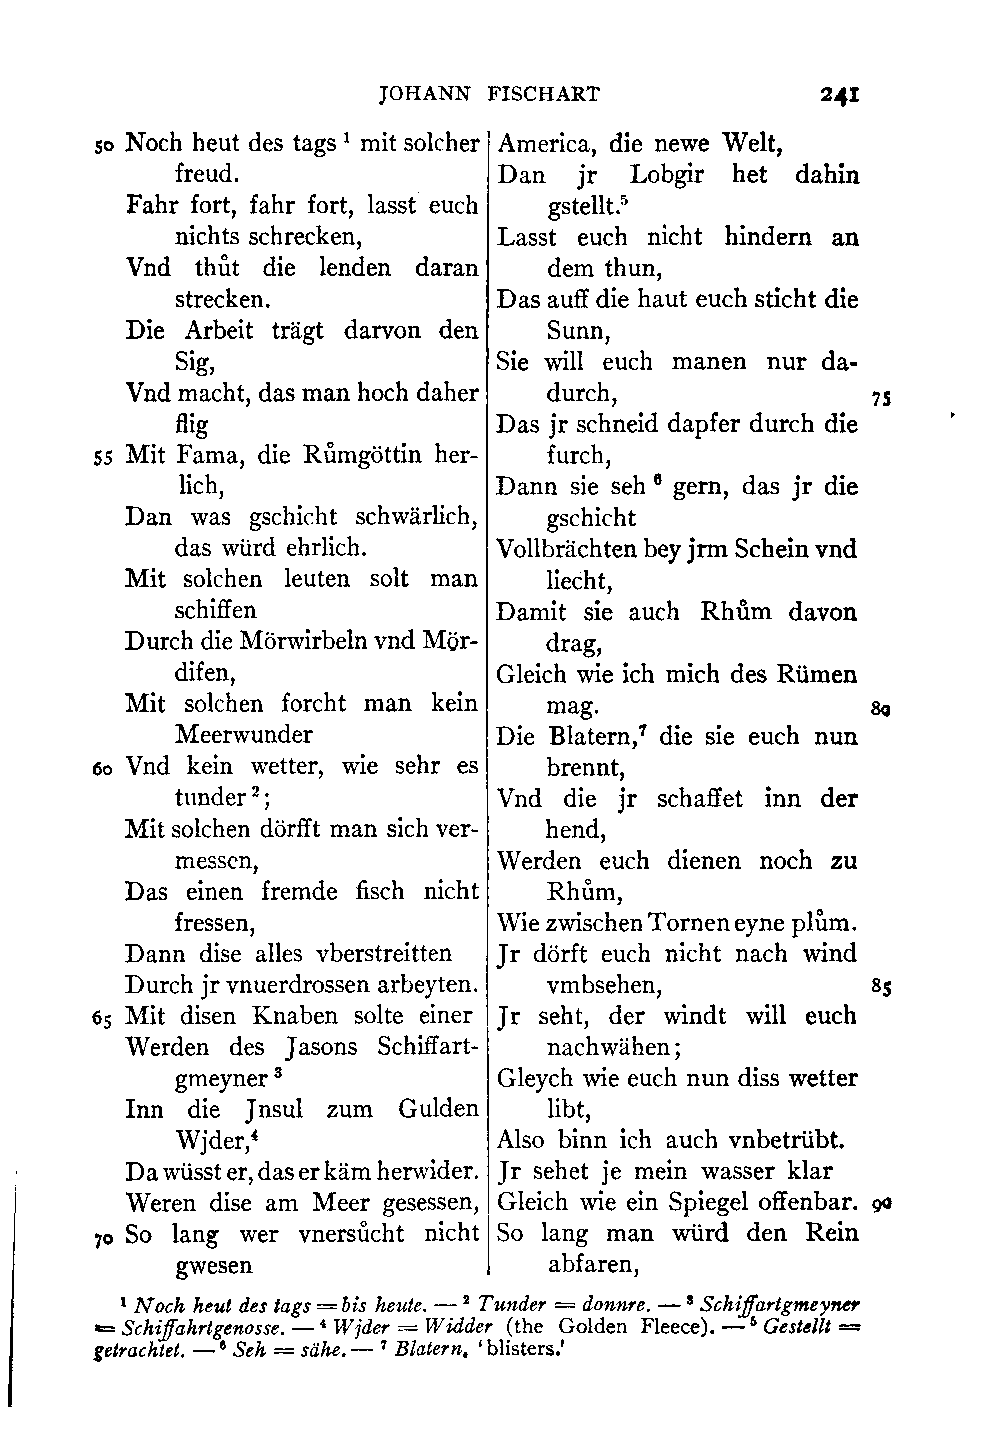 JOHANN FISCHART 241
50 Noch heut des tags ¹ mit solcher
freud.
Fahr fort, fahr fort, lasst euch
nichts schrecken,
Vnd thůt die lenden daran
strecken.
Die Arbeit trägt darvon den
Sig,
Vnd macht, das man hoch daher
flig
55 Mit Fama, die Růmgöttin her-
lich,
Dan was gschicht schwärlich,
das würd ehrlich.
Mit solchen leuten solt man
schiffen
Durch die Mörwirbeln vnd Mör-
difen,
Mit solchen forcht man kein
Meerwunder
60 Vnd kein wetter, wie sehr es
tunder ²;
Mit solchen dörfft man sich ver-
messen,
Das einen fremde fisch nicht
fressen,
Dann dise alles vberstreitten
Durch jr vnuerdrossen arbeyten.
65 Mit disen Knaben solte einer
Werden des Jasons Schiffart-
gmeyner ³
Inn die Jnsul zum Gulden
Wjder,⁴
Da wüsst er, das er käm herwider.
Weren dise am Meer gesessen,
70 So lang wer vnersůcht nicht
gwesen
America, die newe Welt,
Dan jr Lobgir het dahin
gstellt.⁵
Lasst euch nicht hindern an
dem thun,
Das auff die haut euch sticht die
Sunn,
Sie will euch manen nur da-
durch, 75
Das jr schneid dapfer durch die
furch,
Dann sie seh ⁶ gern, das jr die
gschicht
Vollbrächten bey jrm Schein vnd
liecht,
Damit sie auch Rhům davon
drag,
Gleich wie ich mich des Rümen
mag. 80
Die Blatern,⁷ die sie euch nun
brennt,
Vnd die jr schaffet inn der
hend,
Werden euch dienen noch zu
Rhům,
Wie zwischen Tornen eyne plům.
Jr dörft euch nicht nach wind
vmbsehen, 85
Jr seht, der windt will euch
nachwähen;
Gleych wie euch nun diss wetter
libt,
Also binn ich auch vnbetrübt.
Jr sehet je mein wasser klar
Gleich wie ein Spiegel offenbar. 90
So lang man würd den Rein
abfaren,
¹ Noch heut des tags = bis heute. — ² Tunder = donnre. — ³ Schiffartgmeyner
= Schiffahrtgenosse. — ⁴ Wjder = Widder (the Golden Fleece). — ⁵ Gestellt =
getrachtet. — ⁶ Seh = sähe. — ⁷ Blatern, 'blisters.'